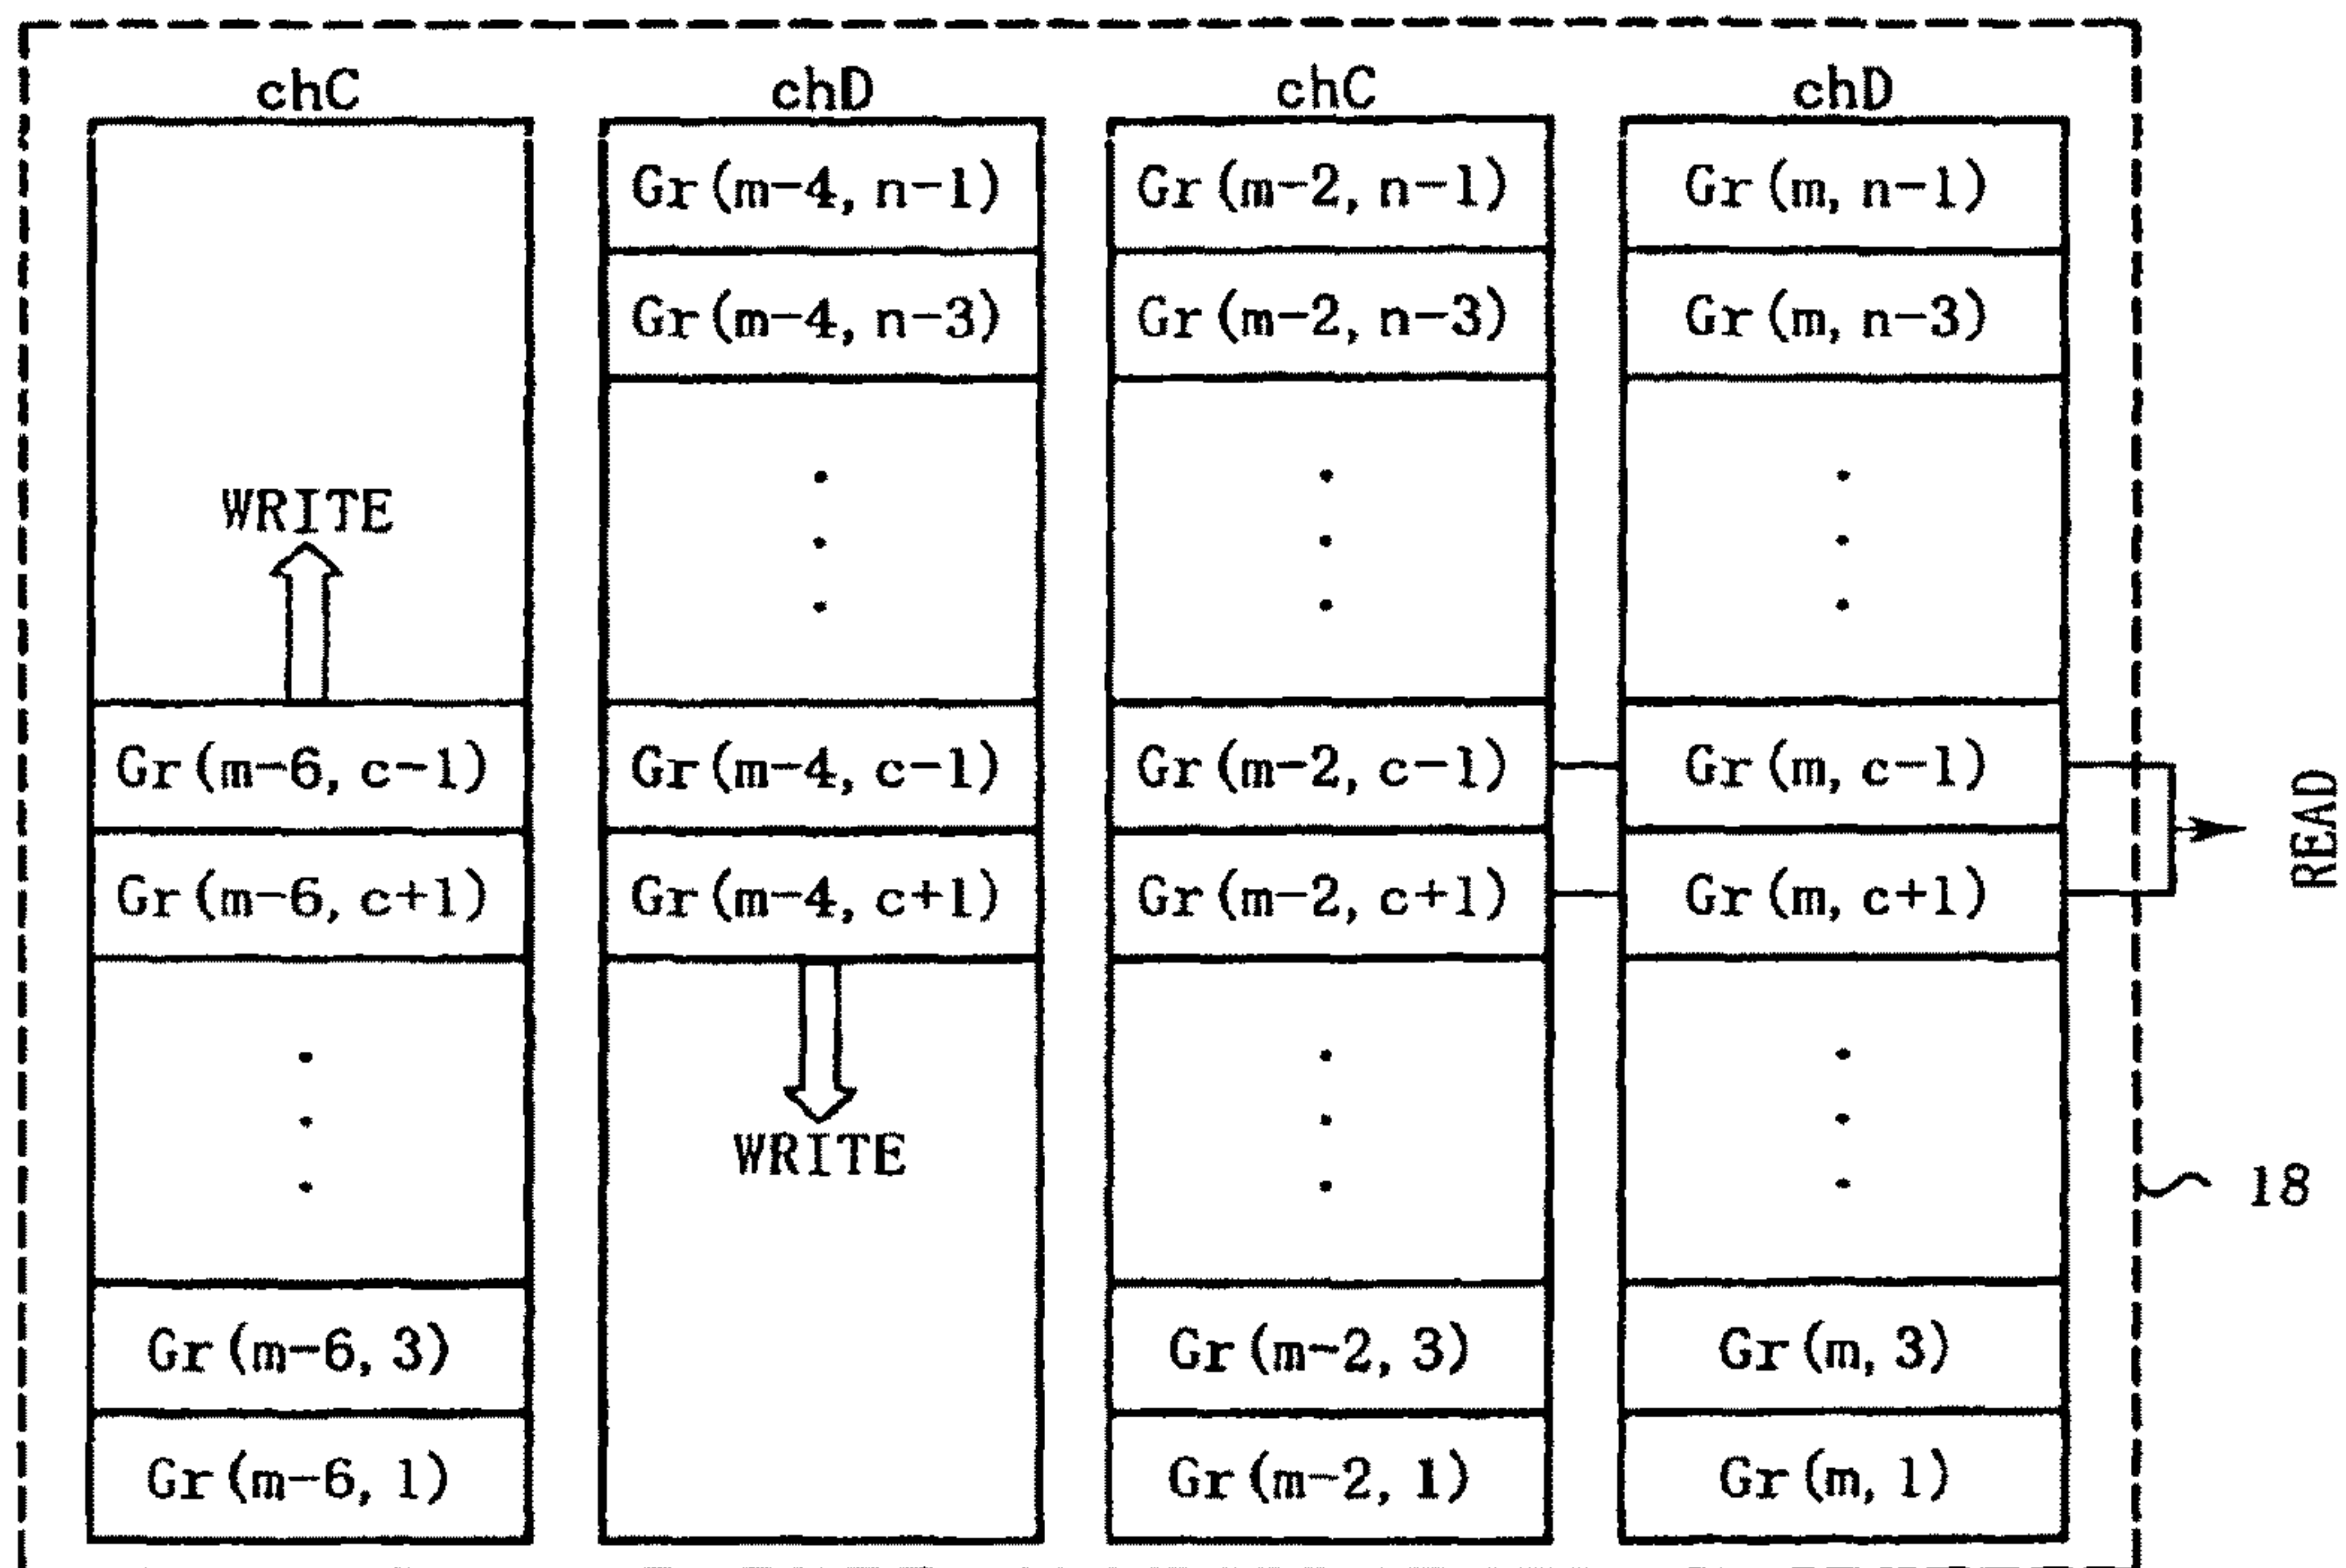 chC chD chC chD
Gr(m-4, n-1) Gr(m-2, n-1) Gr(m, n-1)
Gr(m-4, n-3) Gr(m-2, n-3) Gr(m, n-3)
WRITE
Gr(m-6, c-1) Gr(m-4, c-1) Gr(m-2, c-1) Gr(m, c-1)
READ
Gr(m-6, c+1) Gr(m-4, c+1) Gr(m-2, c+1) Gr(m, c+1)
WRITE
18
Gr(m-6, 3) Gr(m-2, 3) Gr(m, 3)
Gr(m-6, 1) Gr(m-2, 1) Gr(m, 1)